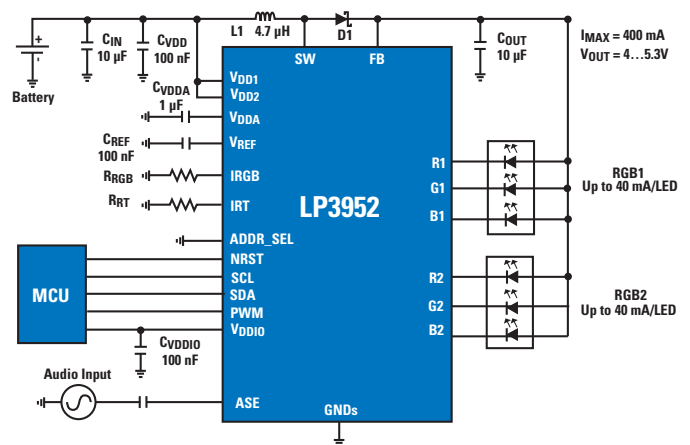 L1 4.7 µH
D1
+
Battery
CIN
10 µF
CVDD
100 nF
COUT
10 µF
IMAX = 400 mA
VOUT = 4…5.3V
SW
FB
CVDDA
1 µF
VDD1
VDD2
VDDA
CREF
100 nF
VREF
RRGB
IRGB
RRT
IRT
LP3952
ADDR_SEL
MCU
NRST
SCL
SDA
PWM
VDDIO
CVDDIO
100 nF
Audio Input
ASE
GNDs
R1
G1
B1
RGB1
Up to 40 mA/LED
R2
G2
B2
RGB2
Up to 40 mA/LED